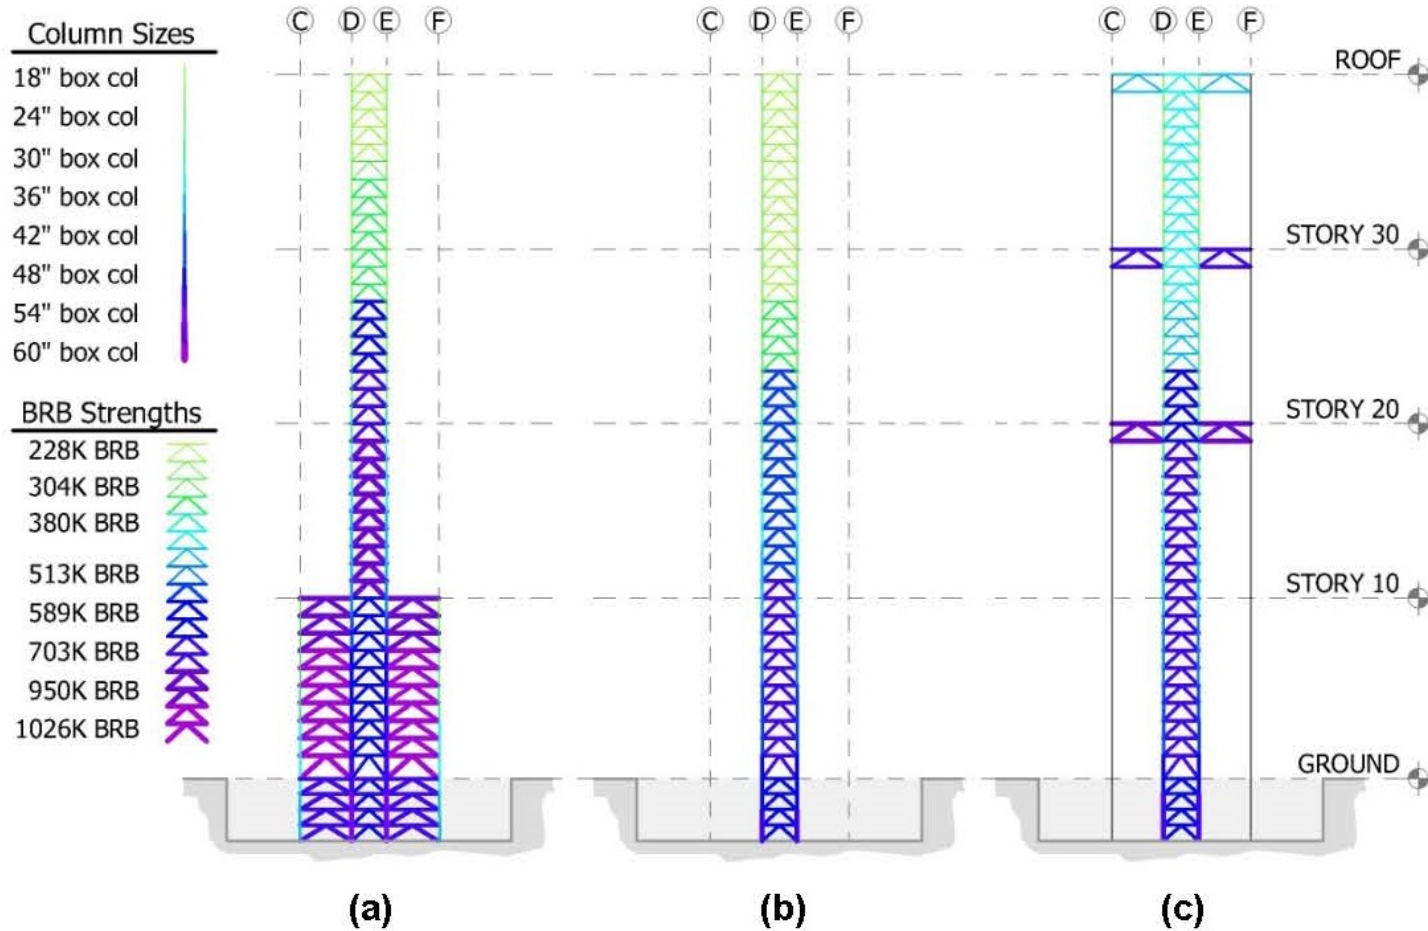 Column Sizes
18" box col
24" box col
30" box col
36" box col
42" box col
48" box col
54" box col
60" box col
BRB Strengths
228K BRB
304K BRB
380K BRB
513K BRB
589K BRB
703K BRB
950K BRB
1026K BRB
C D E F
C D E F
C D E F
ROOF
STORY 30
STORY 20
STORY 10
GROUND
(a)
(b)
(c)